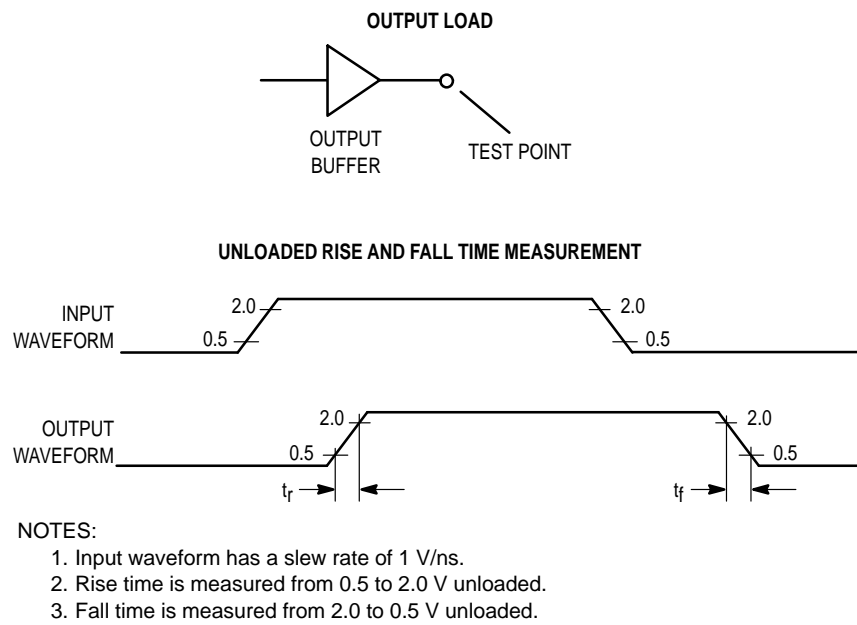 OUTPUT LOAD
OUTPUT
BUFFER
TEST POINT
UNLOADED RISE AND FALL TIME MEASUREMENT
INPUT
WAVEFORM
2.0
0.5
2.0
0.5
OUTPUT
WAVEFORM
2.0
0.5
2.0
0.5
tr
tf
NOTES:
1. Input waveform has a slew rate of 1 V/ns.
2. Rise time is measured from 0.5 to 2.0 V unloaded.
3. Fall time is measured from 2.0 to 0.5 V unloaded.